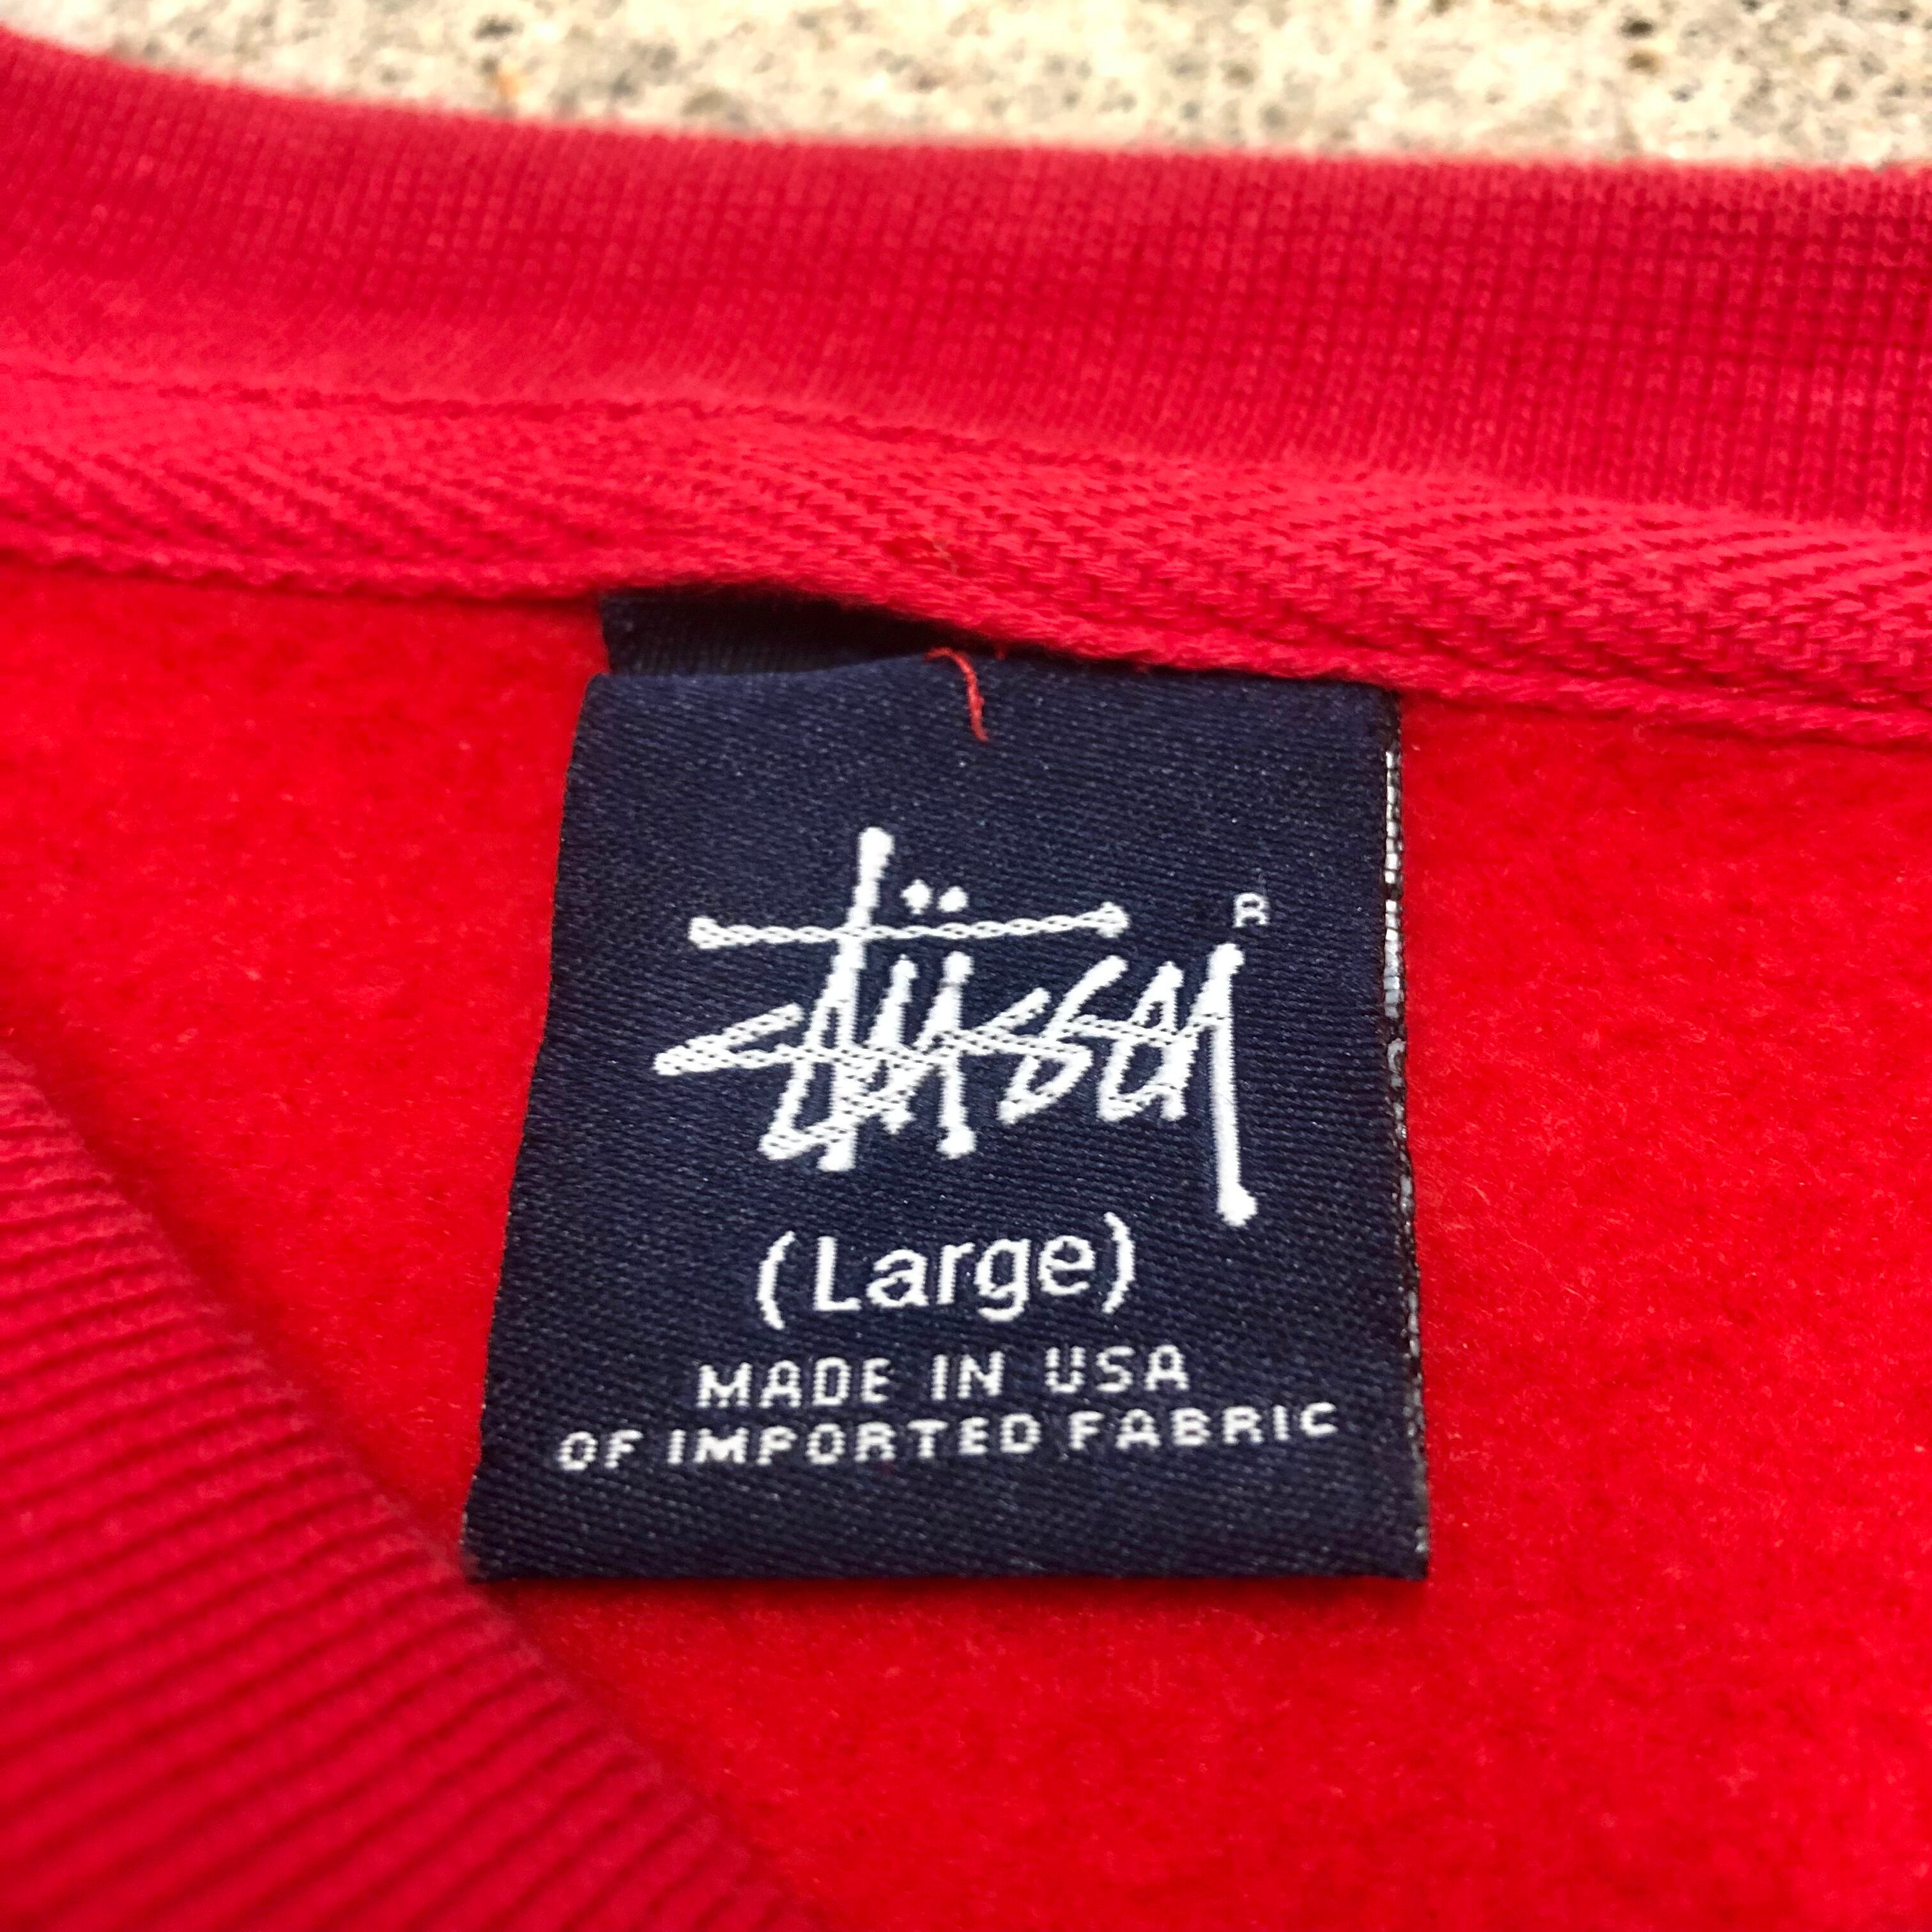 Stüssy ®
(Large)
MADE IN USA
OF IMPORTED FABRIC